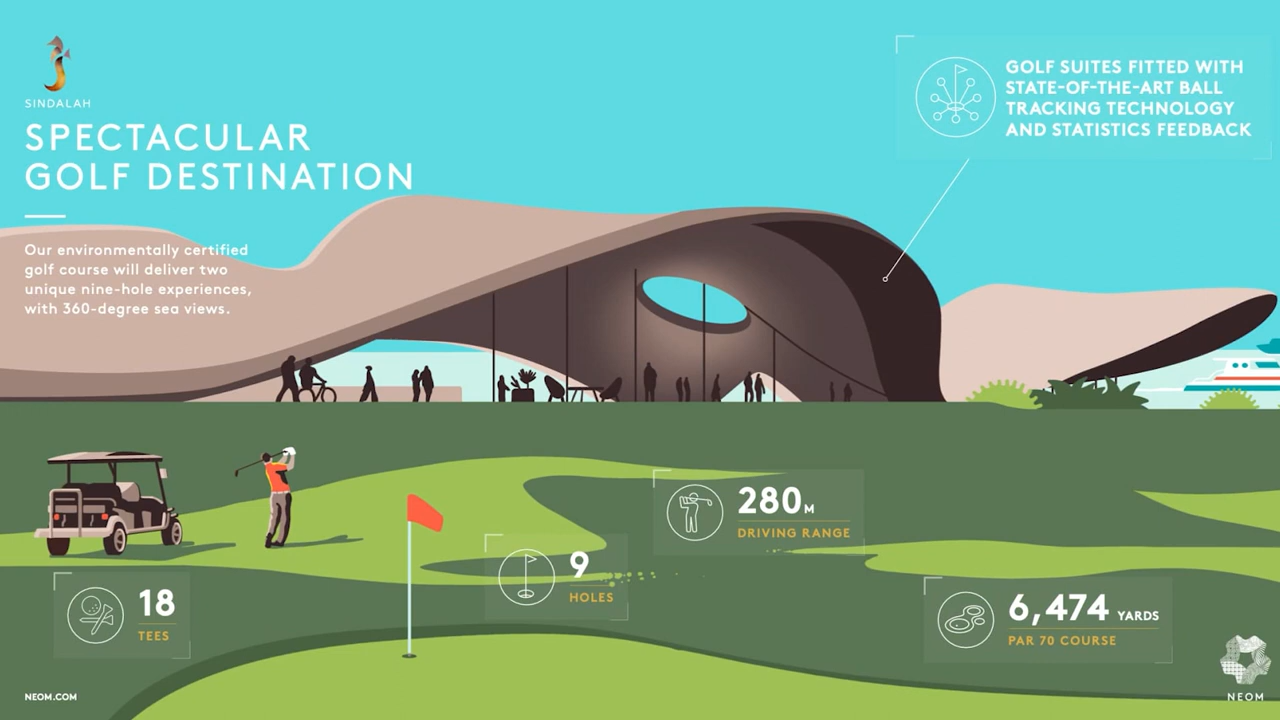 SINDALAH
SPECTACULAR
GOLF DESTINATION
Our environmentally certified
golf course will deliver two
unique nine-hole experiences,
with 360-degree sea views.
GOLF SUITES FITTED WITH
STATE-OF-THE-ART BALL
TRACKING TECHNOLOGY
AND STATISTICS FEEDBACK
280M
DRIVING RANGE
9
HOLES
18
TEES
6,474 YARDS
PAR 70 COURSE
NEOM.COM
NEOM